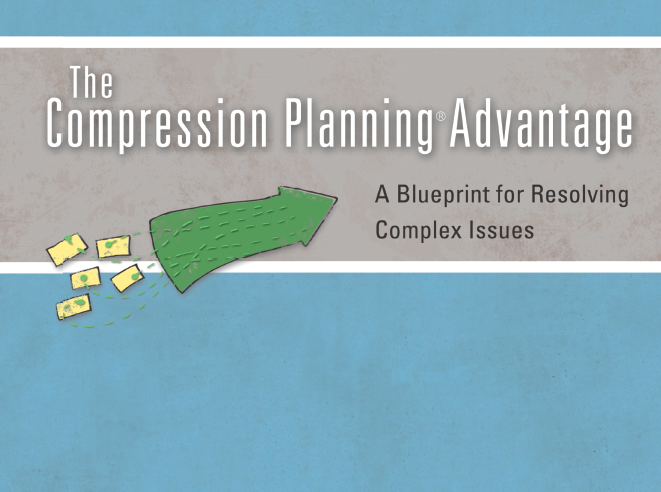 The
Compression Planning® Advantage
A Blueprint for Resolving
Complex Issues